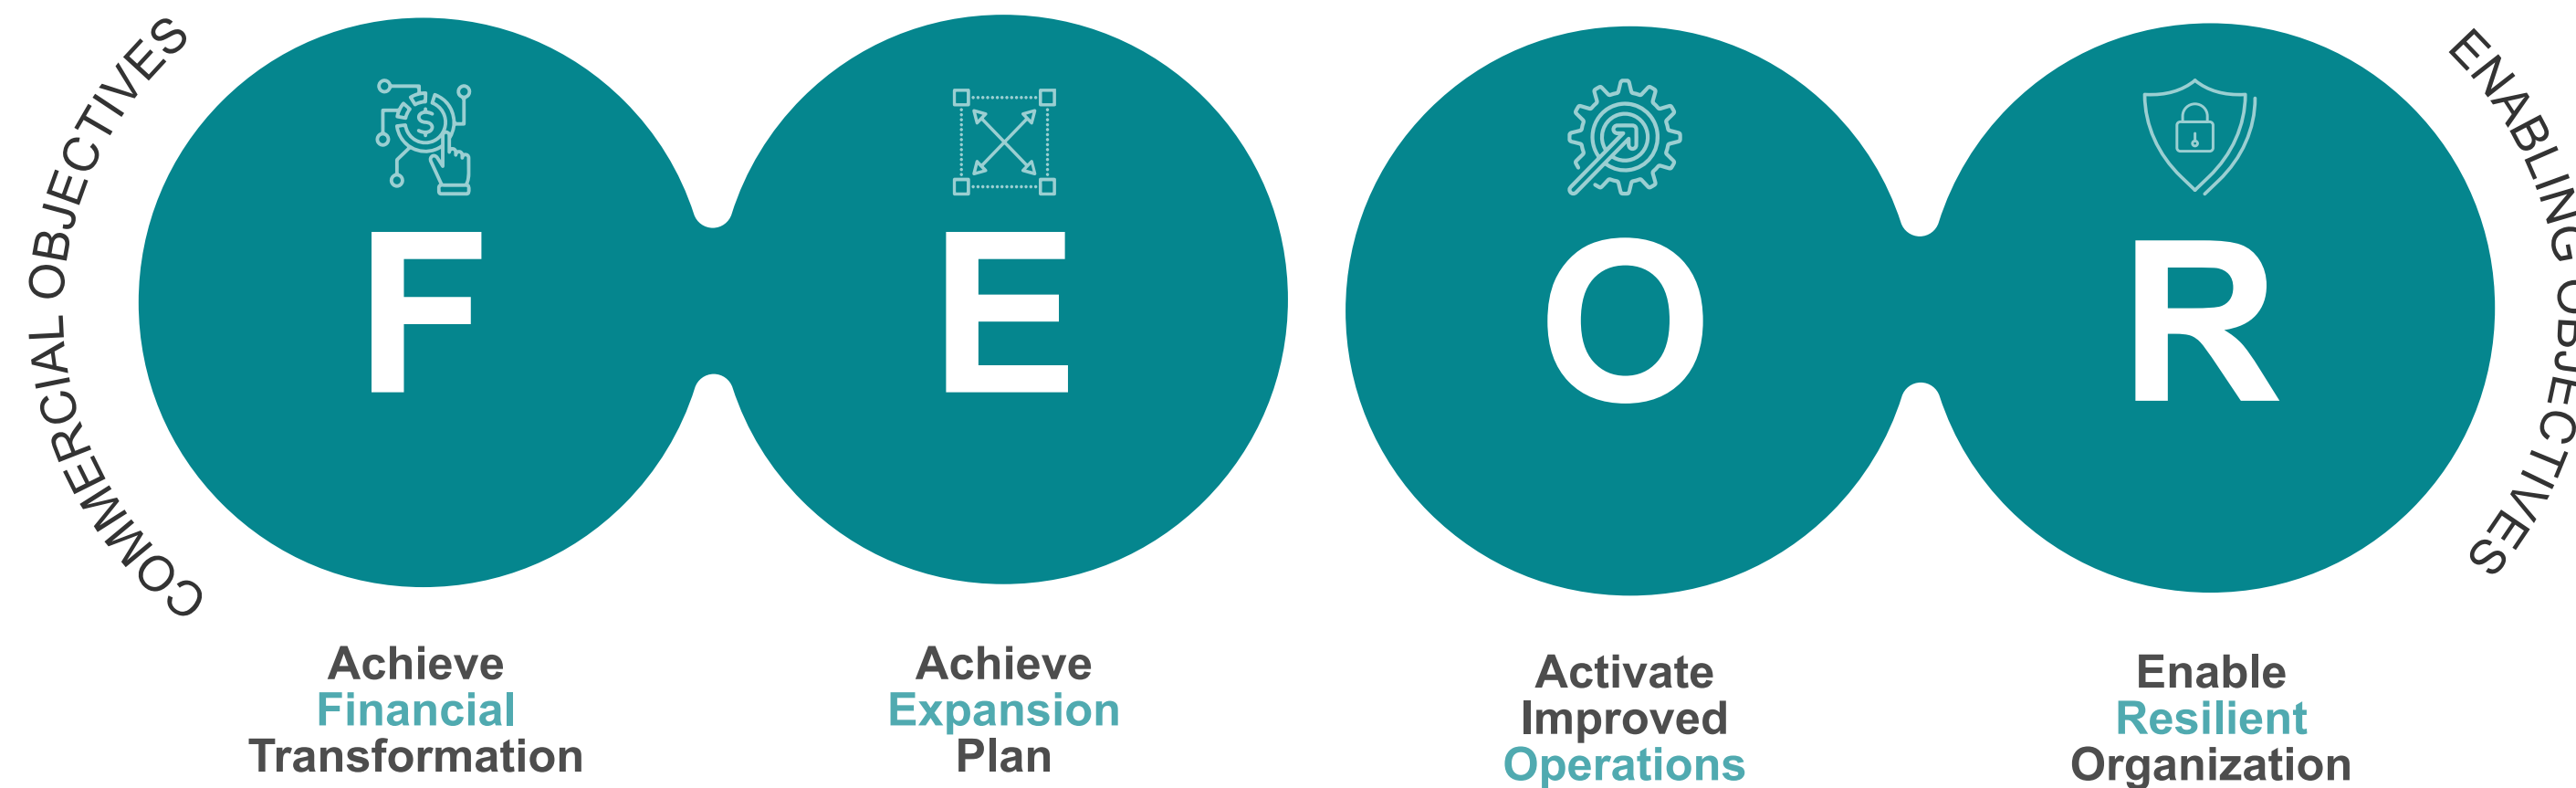 COMMERCIAL OBJECTIVES
F
E
O
R
ENABLING OBJECTIVES
Achieve
Financial
Transformation
Achieve
Expansion
Plan
Activate
Improved
Operations
Enable
Resilient
Organization